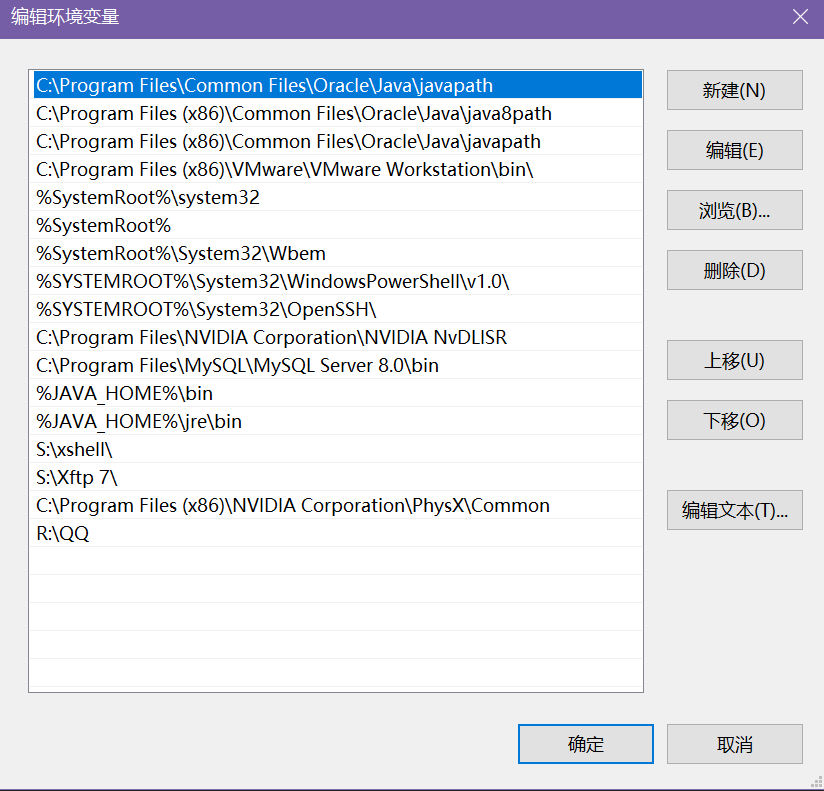 编辑环境变量
C:\Program Files\Common Files\Oracle\Java\javapath
C:\Program Files (x86)\Common Files\Oracle\Java\java8path
C:\Program Files (x86)\Common Files\Oracle\Java\javapath
C:\Program Files (x86)\VMware\VMware Workstation\bin\
%SystemRoot%\system32
%SystemRoot%
%SystemRoot%\System32\Wbem
%SYSTEMROOT%\System32\WindowsPowerShell\v1.0\
%SYSTEMROOT%\System32\OpenSSH\
C:\Program Files\NVIDIA Corporation\NVIDIA NvDLISR
C:\Program Files\MySQL\MySQL Server 8.0\bin
%JAVA_HOME%\bin
%JAVA_HOME%\jre\bin
S:\xshell\
S:\Xftp 7\
C:\Program Files (x86)\NVIDIA Corporation\PhysX\Common
R:\QQ
新建(N)
编辑(E)
浏览(B)...
删除(D)
上移(U)
下移(O)
编辑文本(T)...
确定
取消